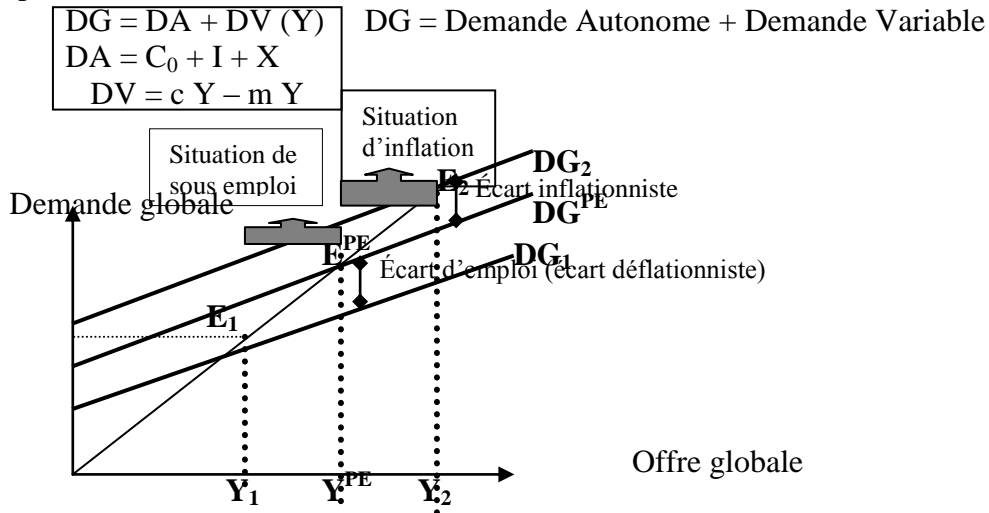 DG = DA + DV (Y) DG = Demande Autonome + Demande Variable
DA = C₀ + I + X
DV = c Y – m Y
Situation
d'inflation
Situation de
sous emploi
DG₂
E₂ Écart inflationniste
Demande globale
DGᴾᴱ
Eᴾᴱ
DG₁
Écart d'emploi (écart déflationniste)
E₁
Offre globale
Y₁ Yᴾᴱ Y₂